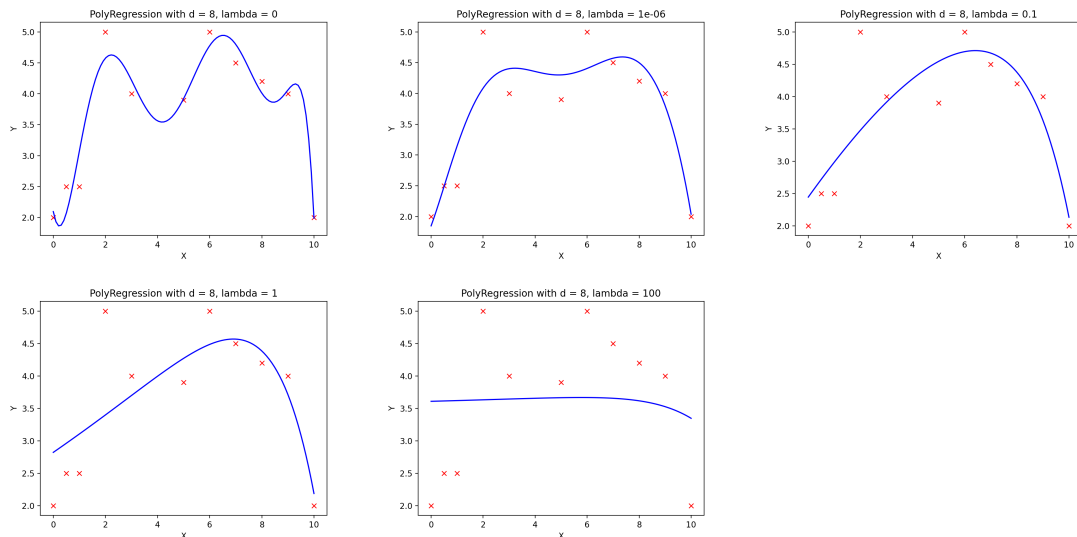 PolyRegression with d = 8, lambda = 0
5.0
4.5
4.0
3.5
3.0
2.5
2.0
Y
0 2 4 6 8 10
X
PolyRegression with d = 8, lambda = 1e-06
5.0
4.5
4.0
3.5
3.0
2.5
2.0
Y
0 2 4 6 8 10
X
PolyRegression with d = 8, lambda = 0.1
5.0
4.5
4.0
3.5
3.0
2.5
2.0
Y
0 2 4 6 8 10
X
PolyRegression with d = 8, lambda = 1
5.0
4.5
4.0
3.5
3.0
2.5
2.0
Y
0 2 4 6 8 10
X
PolyRegression with d = 8, lambda = 100
5.0
4.5
4.0
3.5
3.0
2.5
2.0
Y
0 2 4 6 8 10
X